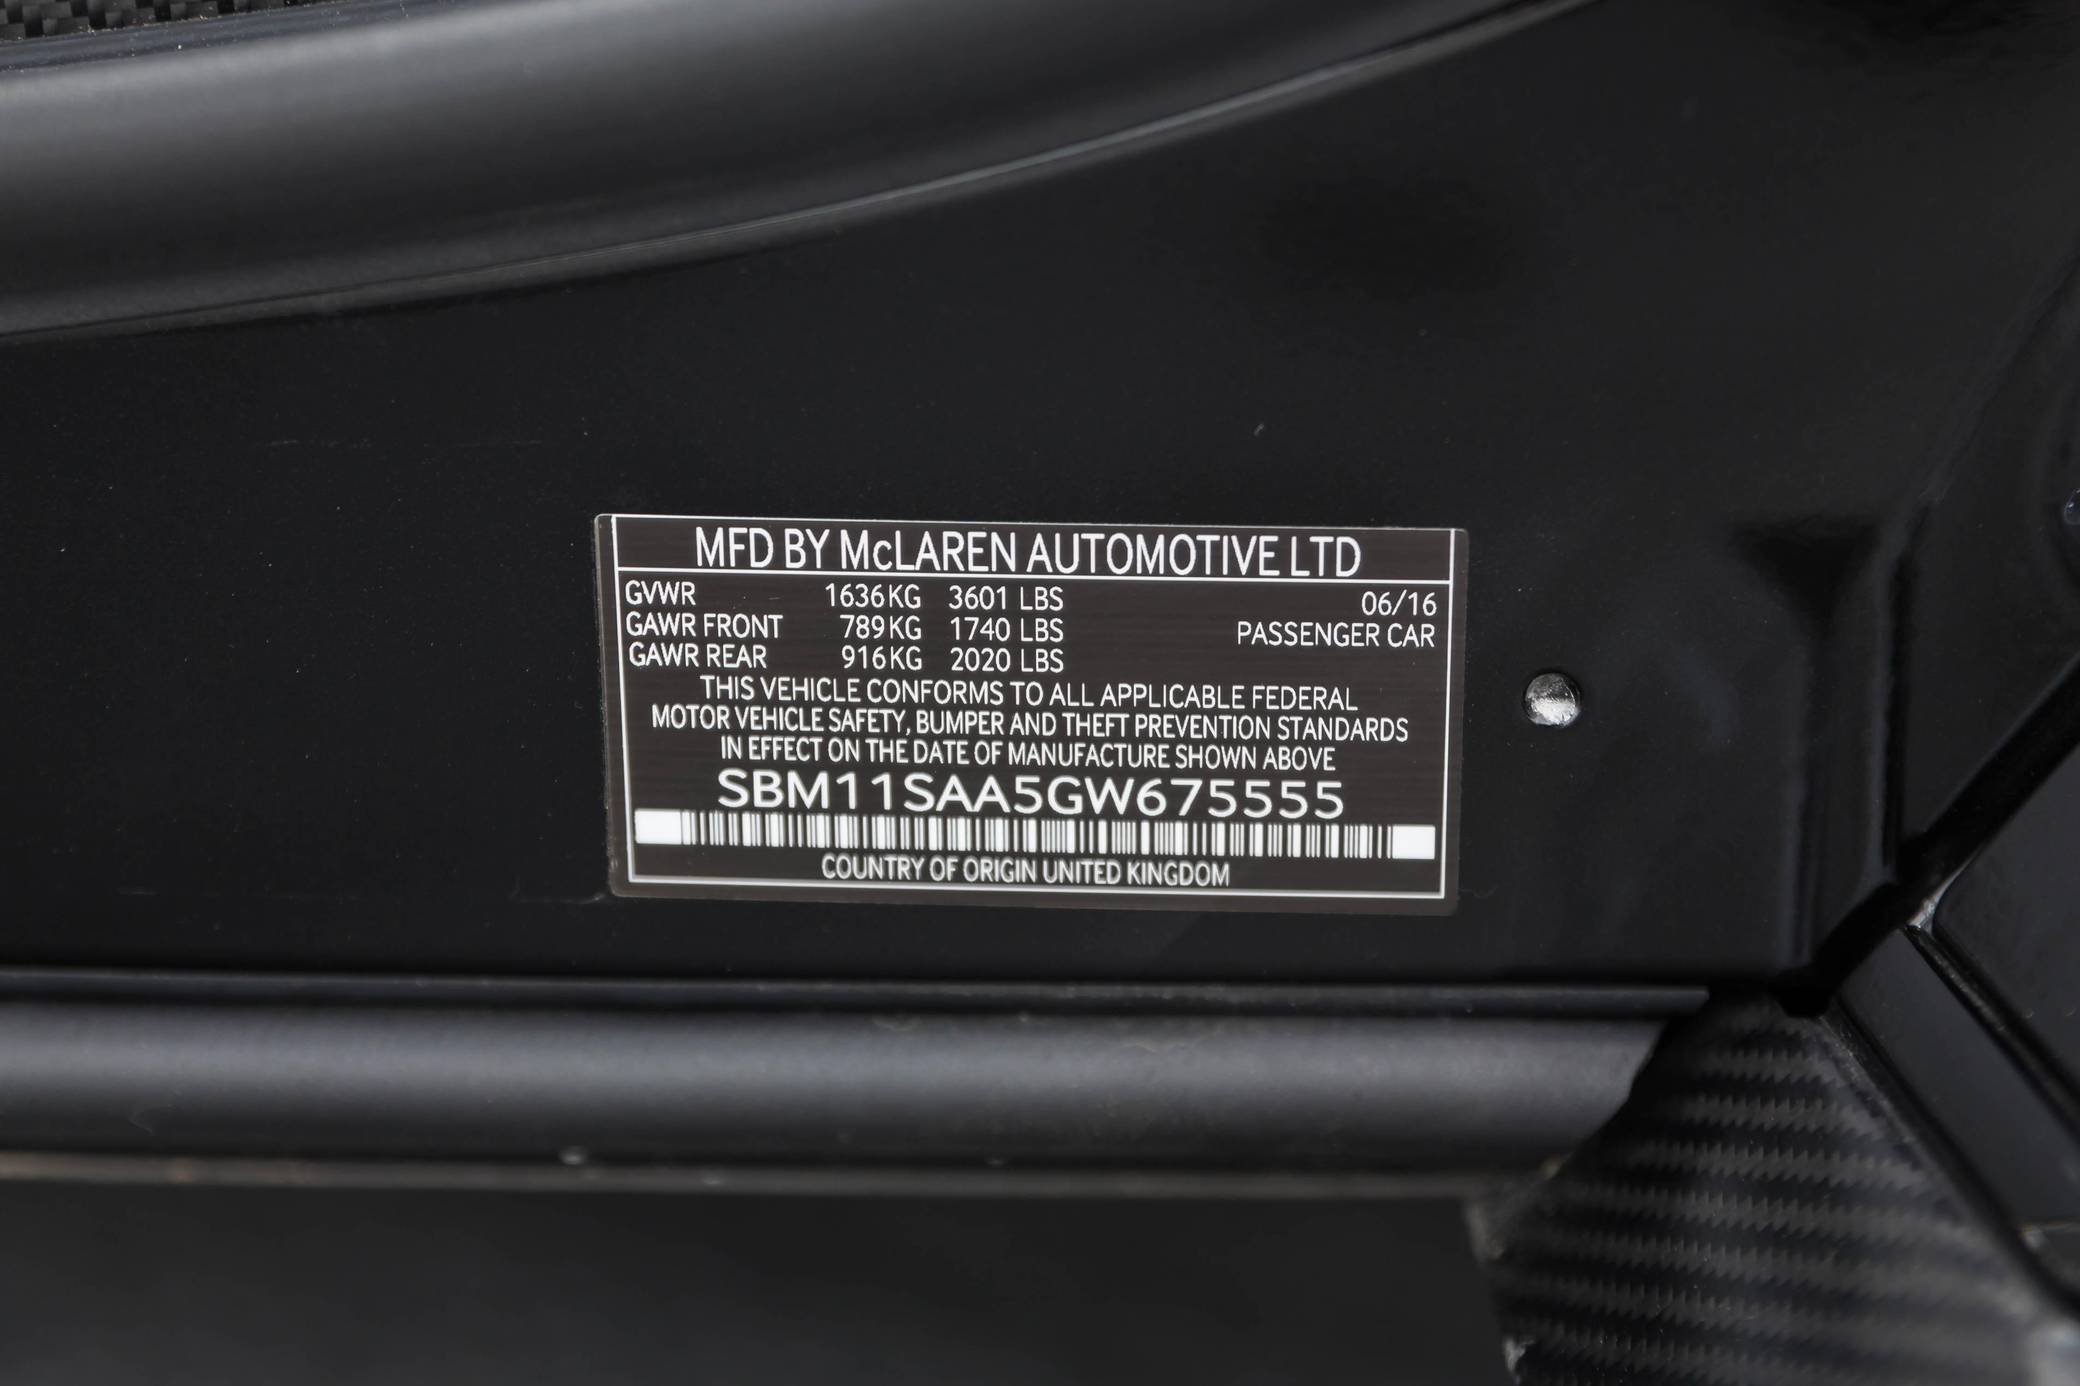 MFD BY McLAREN AUTOMOTIVE LTD
GVWR 1636KG 3601 LBS 06/16
GAWR FRONT 789KG 1740 LBS PASSENGER CAR
GAWR REAR 916KG 2020 LBS
THIS VEHICLE CONFORMS TO ALL APPLICABLE FEDERAL
MOTOR VEHICLE SAFETY, BUMPER AND THEFT PREVENTION STANDARDS
IN EFFECT ON THE DATE OF MANUFACTURE SHOWN ABOVE
SBM11SAA5GW675555
COUNTRY OF ORIGIN UNITED KINGDOM